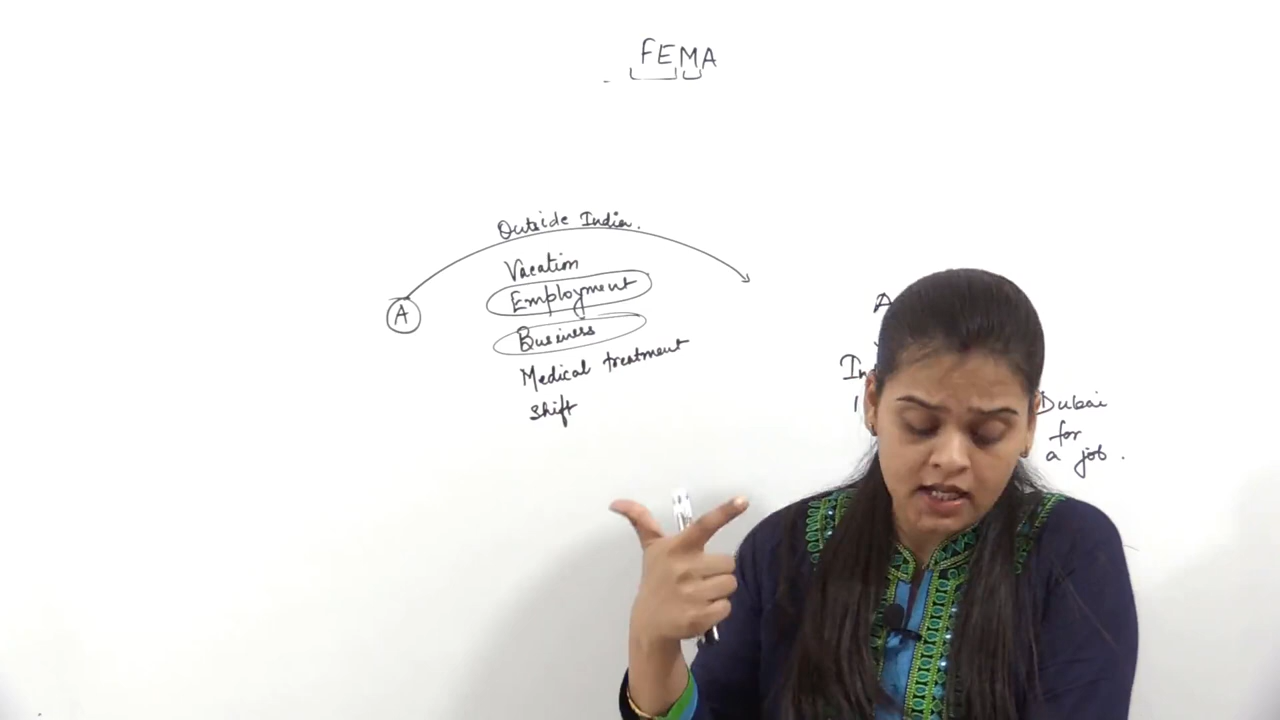 FEMA
Outside India.
Vacation
Employment
Business
Medical treatment
Shift
A
A
Dubai
for
a job.